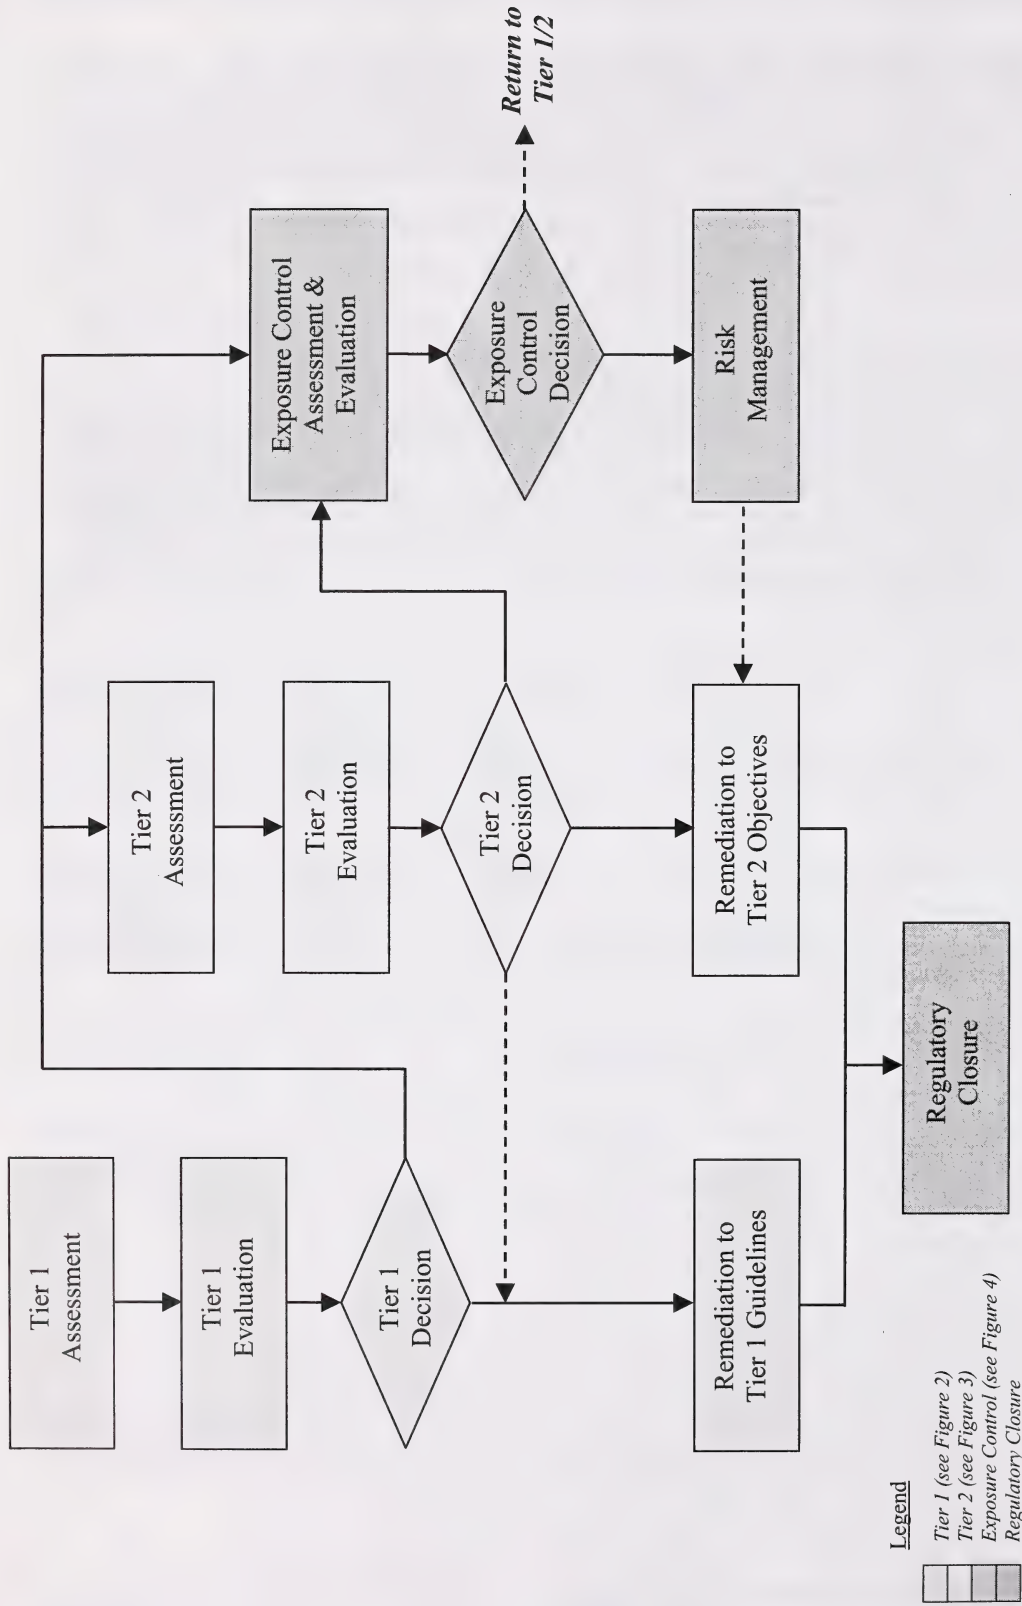 Tier 1
Assessment
Tier 1
Evaluation
Tier 1
Decision
Remediation to
Tier 1 Guidelines
Tier 2
Assessment
Tier 2
Evaluation
Tier 2
Decision
Remediation to
Tier 2 Objectives
Exposure Control
Assessment &
Evaluation
Exposure
Control
Decision
Return to
Tier 1/2
Risk
Management
Regulatory
Closure
Legend
Tier 1 (see Figure 2)
Tier 2 (see Figure 3)
Exposure Control (see Figure 4)
Regulatory Closure